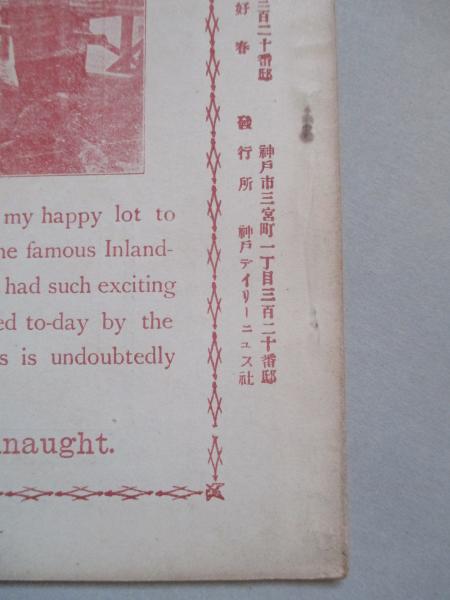 my happy lot to
famous Inland-
had such exciting
to-day by the
is undoubtedly
三百二十番邸
好春
神戸市三宮町一丁目三百二十番邸
發行所 神戸デイリーニュス社